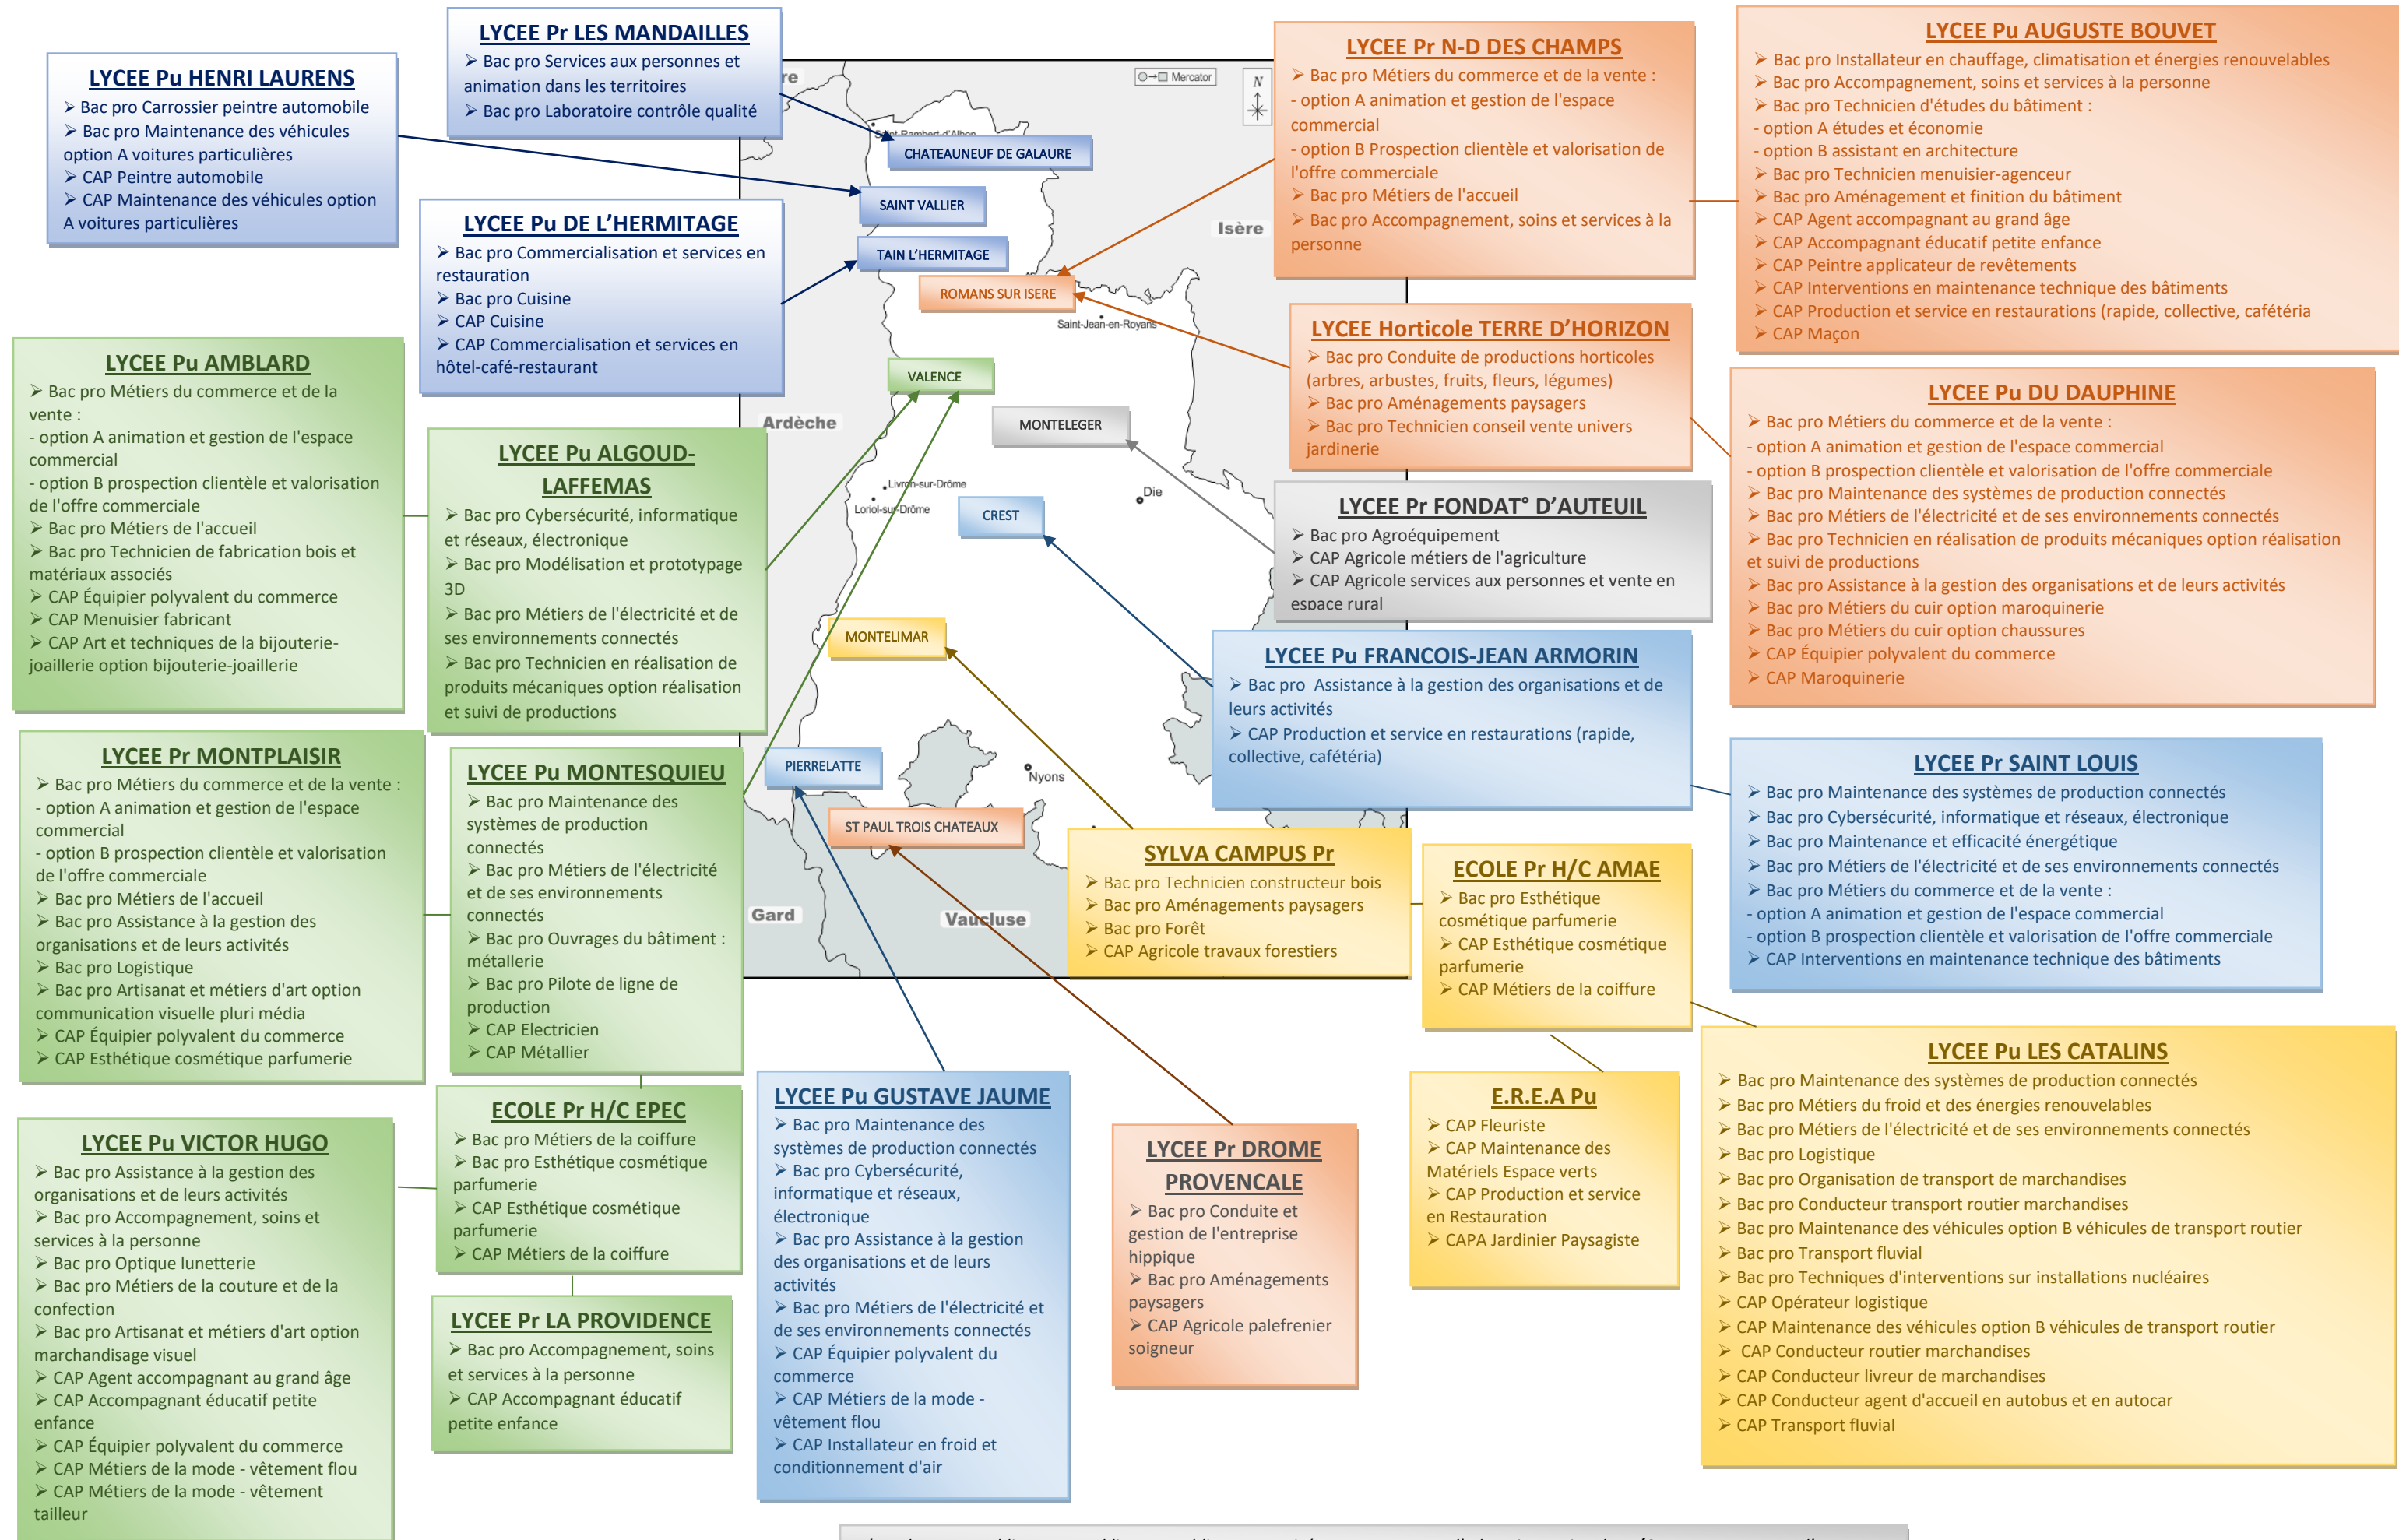 LYCEE Pu HENRI LAURENS
➢ Bac pro Carrossier peintre automobile
➢ Bac pro Maintenance des véhicules
option A voitures particulières
➢ CAP Peintre automobile
➢ CAP Maintenance des véhicules option
A voitures particulières
LYCEE Pr LES MANDAILLES
➢ Bac pro Services aux personnes et
animation dans les territoires
➢ Bac pro Laboratoire contrôle qualité
LYCEE Pu DE L'HERMITAGE
➢ Bac pro Commercialisation et services en
restauration
➢ Bac pro Cuisine
➢ CAP Cuisine
➢ CAP Commercialisation et services en
hôtel-café-restaurant
LYCEE Pr N-D DES CHAMPS
➢ Bac pro Métiers du commerce et de la vente :
- option A animation et gestion de l'espace
commercial
- option B Prospection clientèle et valorisation de
l'offre commerciale
➢ Bac pro Métiers de l'accueil
➢ Bac pro Accompagnement, soins et services à la
personne
LYCEE Pu AUGUSTE BOUVET
➢ Bac pro Installateur en chauffage, climatisation et énergies renouvelables
➢ Bac pro Accompagnement, soins et services à la personne
➢ Bac pro Technicien d'études du bâtiment :
- option A études et économie
- option B assistant en architecture
➢ Bac pro Technicien menuisier-agenceur
➢ Bac pro Aménagement et finition du bâtiment
➢ CAP Agent accompagnant au grand âge
➢ CAP Accompagnant éducatif petite enfance
➢ CAP Peintre applicateur de revêtements
➢ CAP Interventions en maintenance technique des bâtiments
➢ CAP Production et service en restaurations (rapide, collective, cafétéria
➢ CAP Maçon
LYCEE Horticole TERRE D'HORIZON
➢ Bac pro Conduite de productions horticoles
(arbres, arbustes, fruits, fleurs, légumes)
➢ Bac pro Aménagements paysagers
➢ Bac pro Technicien conseil vente univers
jardinerie
LYCEE Pu DU DAUPHINE
➢ Bac pro Métiers du commerce et de la vente :
- option A animation et gestion de l'espace commercial
- option B prospection clientèle et valorisation de l'offre commerciale
➢ Bac pro Maintenance des systèmes de production connectés
➢ Bac pro Métiers de l'électricité et de ses environnements connectés
➢ Bac pro Technicien en réalisation de produits mécaniques option réalisation
et suivi de productions
➢ Bac pro Assistance à la gestion des organisations et de leurs activités
➢ Bac pro Métiers du cuir option maroquinerie
➢ Bac pro Métiers du cuir option chaussures
➢ CAP Équipier polyvalent du commerce
➢ CAP Maroquinerie
re
Mercator
N
Saint-Rambert-d'Albon
CHATEAUNEUF DE GALAURE
SAINT VALLIER
TAIN L'HERMITAGE
Isère
ROMANS SUR ISERE
Saint-Jean-en-Royans
VALENCE
Ardèche
MONTELEGER
Livron-sur-Drôme
Loriol-sur-Drôme
Die
CREST
MONTELIMAR
PIERRELATTE
Nyons
ST PAUL TROIS CHATEAUX
Gard
Vaucluse
LYCEE Pu AMBLARD
➢ Bac pro Métiers du commerce et de la
vente :
- option A animation et gestion de l'espace
commercial
- option B prospection clientèle et valorisation
de l'offre commerciale
➢ Bac pro Métiers de l'accueil
➢ Bac pro Technicien de fabrication bois et
matériaux associés
➢ CAP Équipier polyvalent du commerce
➢ CAP Menuisier fabricant
➢ CAP Art et techniques de la bijouterie-
joaillerie option bijouterie-joaillerie
LYCEE Pu ALGOUD-
LAFFEMAS
➢ Bac pro Cybersécurité, informatique
et réseaux, électronique
➢ Bac pro Modélisation et prototypage
3D
➢ Bac pro Métiers de l'électricité et de
ses environnements connectés
➢ Bac pro Technicien en réalisation de
produits mécaniques option réalisation
et suivi de productions
LYCEE Pr FONDAT° D'AUTEUIL
➢ Bac pro Agroéquipement
➢ CAP Agricole métiers de l'agriculture
➢ CAP Agricole services aux personnes et vente en
espace rural
LYCEE Pu FRANCOIS-JEAN ARMORIN
➢ Bac pro Assistance à la gestion des organisations et de
leurs activités
➢ CAP Production et service en restaurations (rapide,
collective, cafétéria)
LYCEE Pr SAINT LOUIS
➢ Bac pro Maintenance des systèmes de production connectés
➢ Bac pro Cybersécurité, informatique et réseaux, électronique
➢ Bac pro Maintenance et efficacité énergétique
➢ Bac pro Métiers de l'électricité et de ses environnements connectés
➢ Bac pro Métiers du commerce et de la vente :
- option A animation et gestion de l'espace commercial
- option B prospection clientèle et valorisation de l'offre commerciale
➢ CAP Interventions en maintenance technique des bâtiments
LYCEE Pr MONTPLAISIR
➢ Bac pro Métiers du commerce et de la vente :
- option A animation et gestion de l'espace
commercial
- option B prospection clientèle et valorisation
de l'offre commerciale
➢ Bac pro Métiers de l'accueil
➢ Bac pro Assistance à la gestion des
organisations et de leurs activités
➢ Bac pro Logistique
➢ Bac pro Artisanat et métiers d'art option
communication visuelle pluri média
➢ CAP Équipier polyvalent du commerce
➢ CAP Esthétique cosmétique parfumerie
LYCEE Pu MONTESQUIEU
➢ Bac pro Maintenance des
systèmes de production
connectés
➢ Bac pro Métiers de l'électricité
et de ses environnements
connectés
➢ Bac pro Ouvrages du bâtiment :
métallerie
➢ Bac pro Pilote de ligne de
production
➢ CAP Electricien
➢ CAP Métallier
SYLVA CAMPUS Pr
➢ Bac pro Technicien constructeur bois
➢ Bac pro Aménagements paysagers
➢ Bac pro Forêt
➢ CAP Agricole travaux forestiers
ECOLE Pr H/C AMAE
➢ Bac pro Esthétique
cosmétique parfumerie
➢ CAP Esthétique cosmétique
parfumerie
➢ CAP Métiers de la coiffure
LYCEE Pu VICTOR HUGO
➢ Bac pro Assistance à la gestion des
organisations et de leurs activités
➢ Bac pro Accompagnement, soins et
services à la personne
➢ Bac pro Optique lunetterie
➢ Bac pro Métiers de la couture et de la
confection
➢ Bac pro Artisanat et métiers d'art option
marchandisage visuel
➢ CAP Agent accompagnant au grand âge
➢ CAP Accompagnant éducatif petite
enfance
➢ CAP Équipier polyvalent du commerce
➢ CAP Métiers de la mode - vêtement flou
➢ CAP Métiers de la mode - vêtement
tailleur
ECOLE Pr H/C EPEC
➢ Bac pro Métiers de la coiffure
➢ Bac pro Esthétique cosmétique
parfumerie
➢ CAP Esthétique cosmétique
parfumerie
➢ CAP Métiers de la coiffure
LYCEE Pr LA PROVIDENCE
➢ Bac pro Accompagnement, soins
et services à la personne
➢ CAP Accompagnant éducatif
petite enfance
LYCEE Pu GUSTAVE JAUME
➢ Bac pro Maintenance des
systèmes de production connectés
➢ Bac pro Cybersécurité,
informatique et réseaux,
électronique
➢ Bac pro Assistance à la gestion
des organisations et de leurs
activités
➢ Bac pro Métiers de l'électricité et
de ses environnements connectés
➢ CAP Équipier polyvalent du
commerce
➢ CAP Métiers de la mode -
vêtement flou
➢ CAP Installateur en froid et
conditionnement d'air
LYCEE Pr DROME
PROVENCALE
➢ Bac pro Conduite et
gestion de l'entreprise
hippique
➢ Bac pro Aménagements
paysagers
➢ CAP Agricole palefrenier
soigneur
E.R.E.A Pu
➢ CAP Fleuriste
➢ CAP Maintenance des
Matériels Espace verts
➢ CAP Production et service
en Restauration
➢ CAPA Jardinier Paysagiste
LYCEE Pu LES CATALINS
➢ Bac pro Maintenance des systèmes de production connectés
➢ Bac pro Métiers du froid et des énergies renouvelables
➢ Bac pro Métiers de l'électricité et de ses environnements connectés
➢ Bac pro Logistique
➢ Bac pro Organisation de transport de marchandises
➢ Bac pro Conducteur transport routier marchandises
➢ Bac pro Maintenance des véhicules option B véhicules de transport routier
➢ Bac pro Transport fluvial
➢ Bac pro Techniques d'interventions sur installations nucléaires
➢ CAP Opérateur logistique
➢ CAP Maintenance des véhicules option B véhicules de transport routier
➢ CAP Conducteur routier marchandises
➢ CAP Conducteur livreur de marchandises
➢ CAP Conducteur agent d'accueil en autobus et en autocar
➢ CAP Transport fluvial